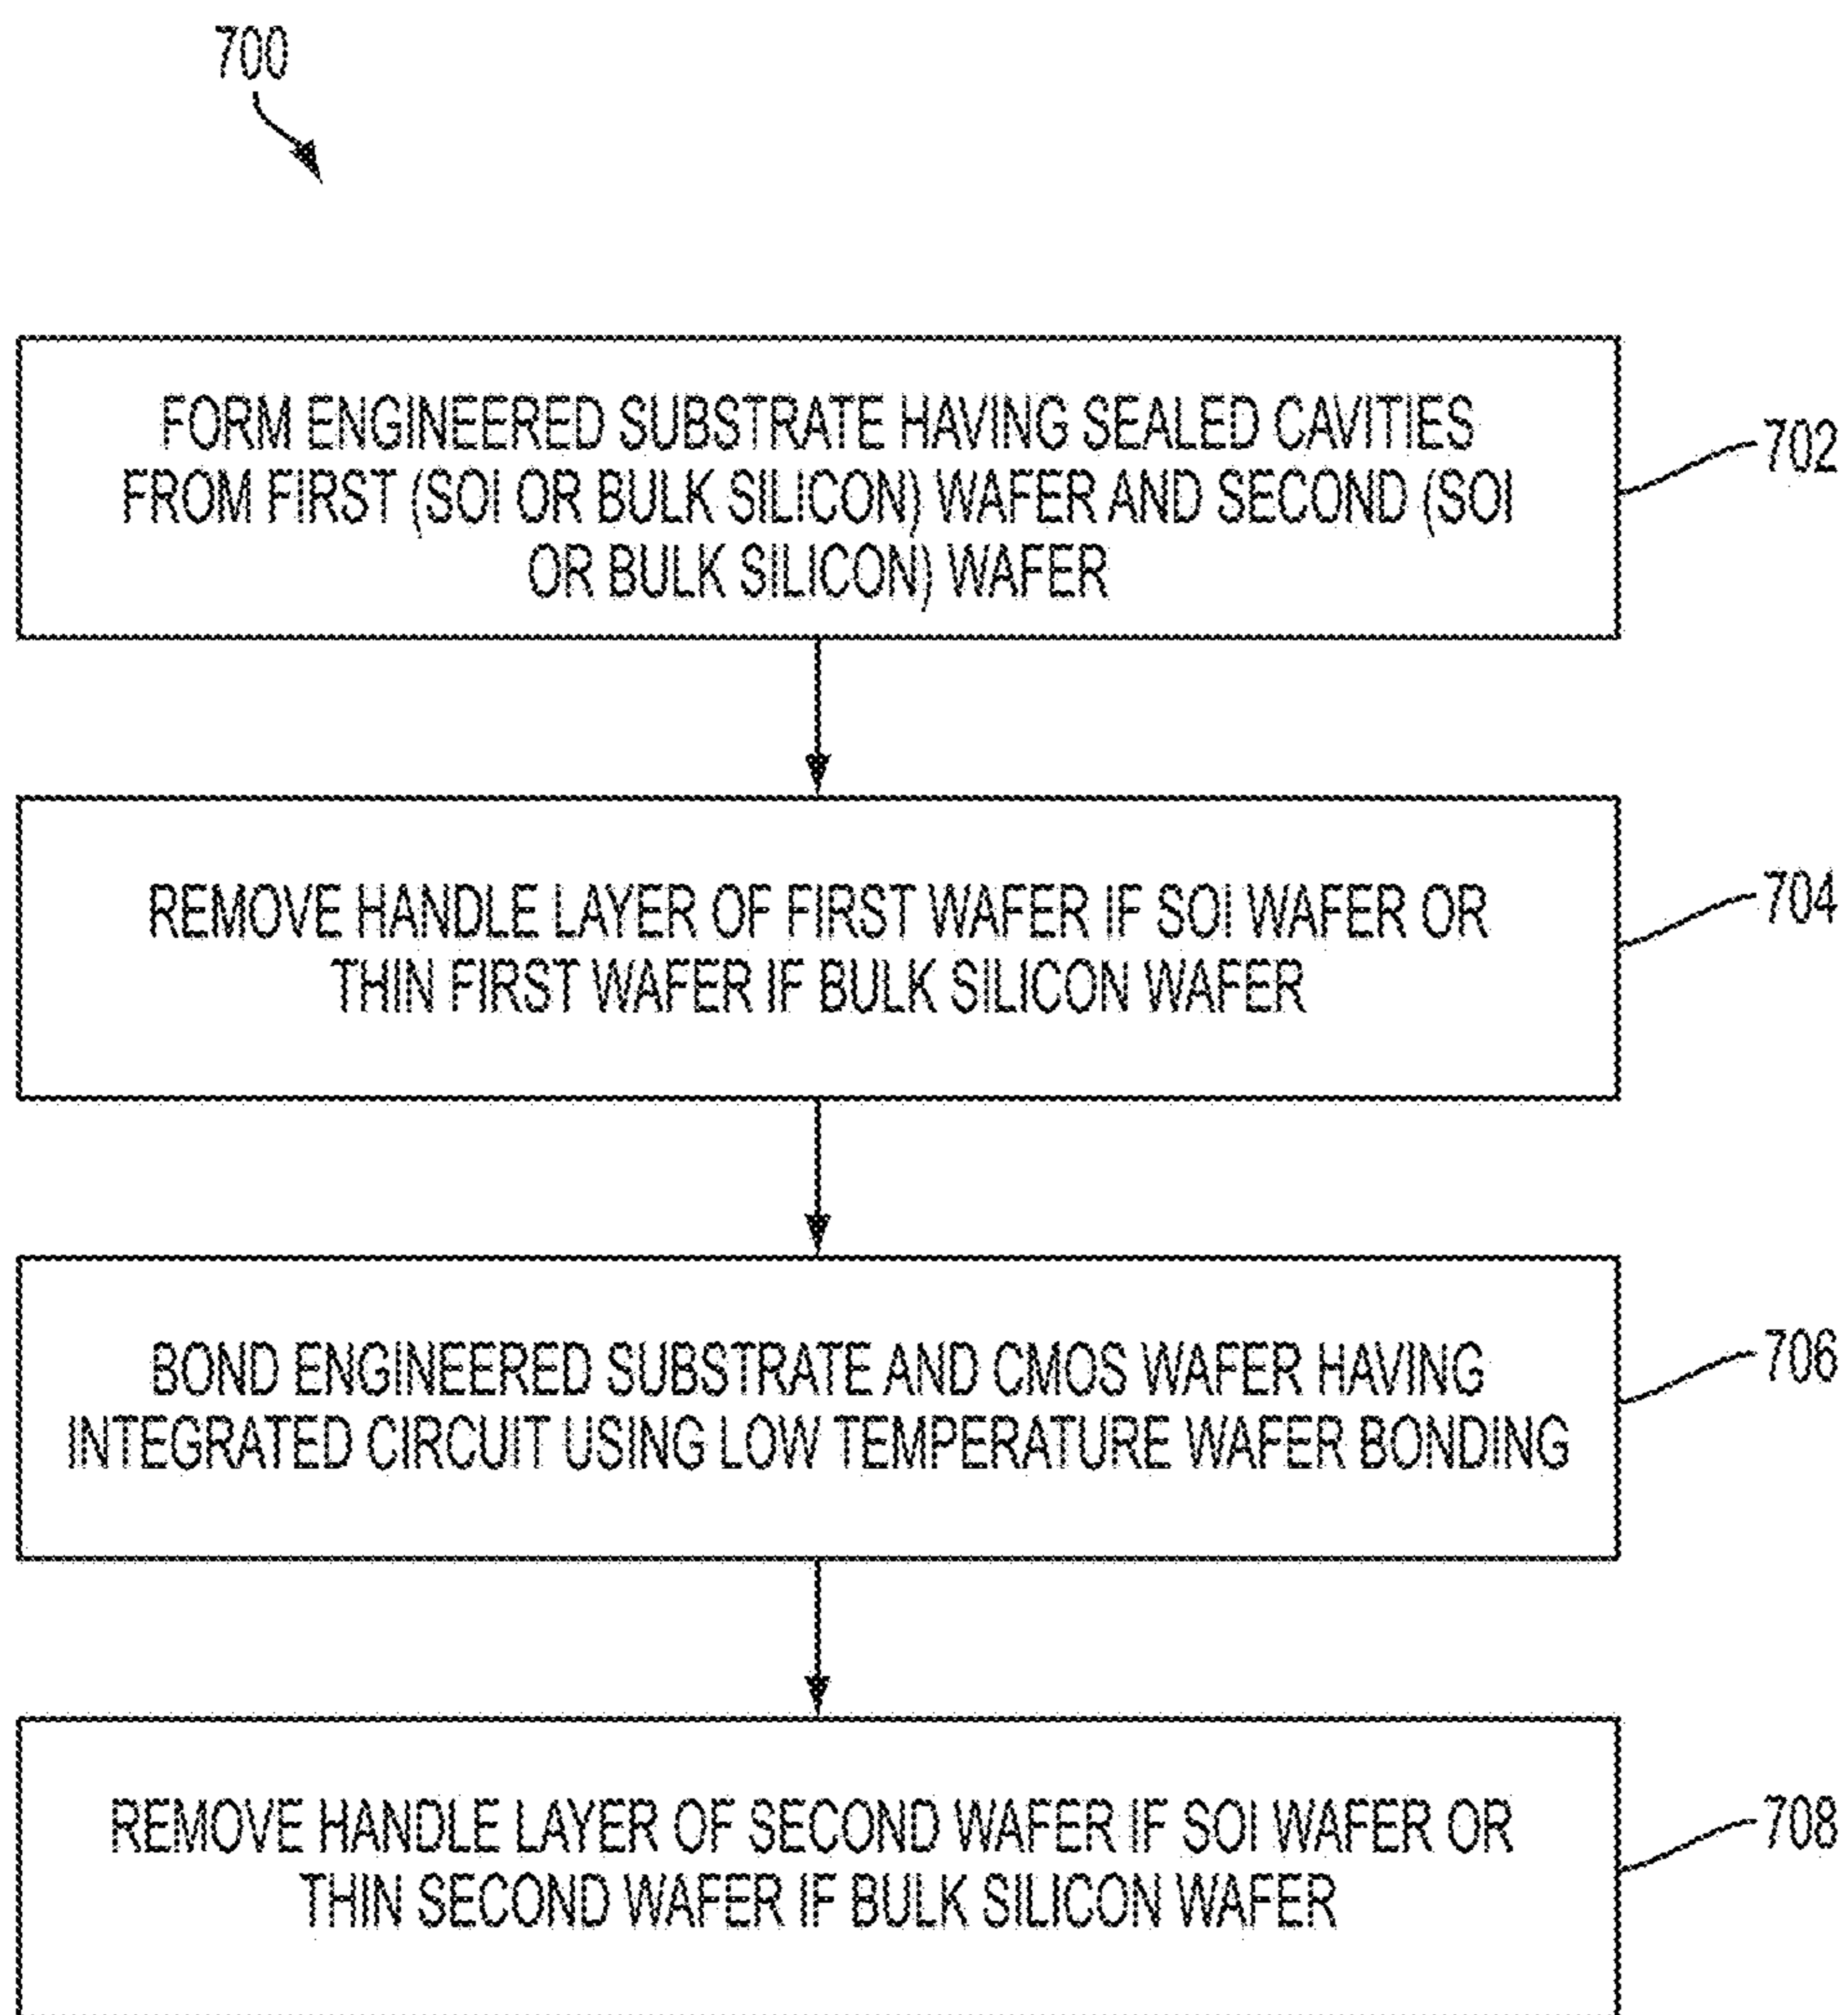 700
FORM ENGINEERED SUBSTRATE HAVING SEALED CAVITIES
FROM FIRST (SOI OR BULK SILICON) WAFER AND SECOND (SOI
OR BULK SILICON) WAFER
702
REMOVE HANDLE LAYER OF FIRST WAFER IF SOI WAFER OR
THIN FIRST WAFER IF BULK SILICON WAFER
704
BOND ENGINEERED SUBSTRATE AND CMOS WAFER HAVING
INTEGRATED CIRCUIT USING LOW TEMPERATURE WAFER BONDING
706
REMOVE HANDLE LAYER OF SECOND WAFER IF SOI WAFER OR
THIN SECOND WAFER IF BULK SILICON WAFER
708